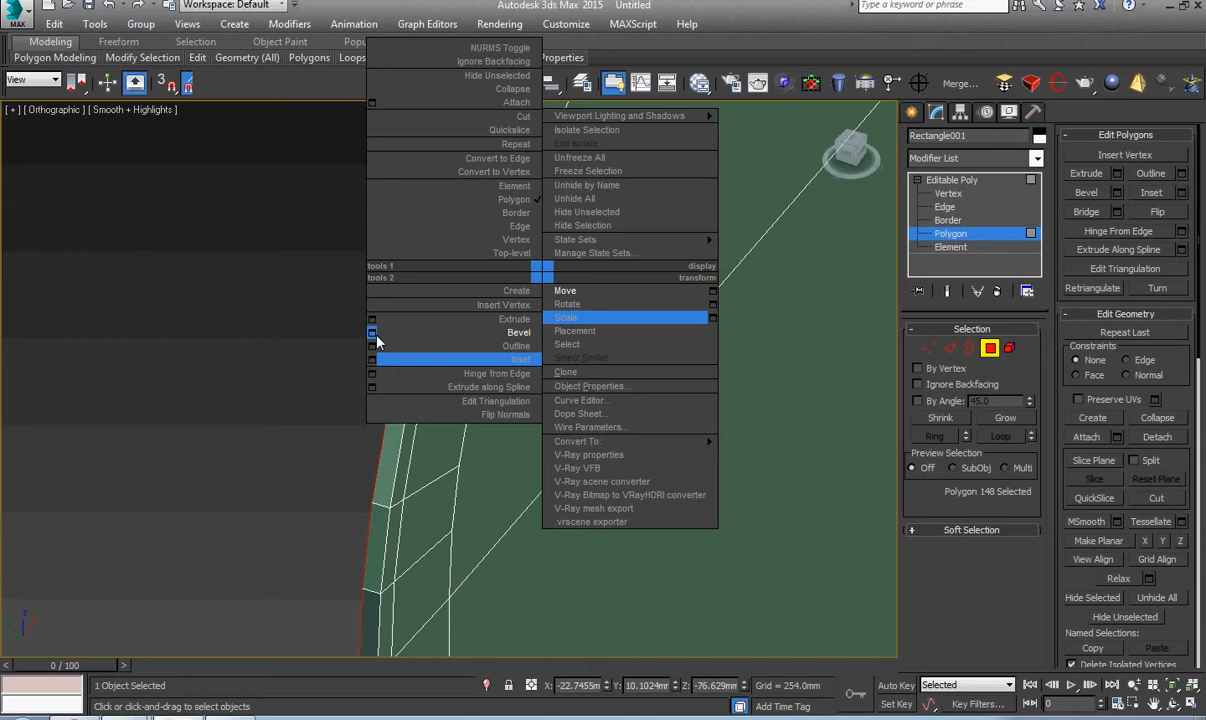 Workspace: Default
Autodesk 3ds Max 2015 Untitled
Type a keyword or phrase
MAX
Edit Tools Group Views Create Modifiers Animation Graph Editors Rendering Customize MAXScript Help
Modeling Freeform Selection Object Paint Popu
Polygon Modeling Modify Selection Edit Geometry (All) Polygons Loops Properties
View 3 Merge...
[ + ] [ Orthographic ] [ Smooth + Highlights ]
NURMS Toggle
Ignore Backfacing
Hide Unselected
Collapse
Attach
Cut
Quickslice
Repeat
Convert to Edge
Convert to Vertex
Element
Polygon
Border
Edge
Vertex
Top-level
tools 1
tools 2
Create
Insert Vertex
Extrude
Bevel
Outline
Inset
Hinge from Edge
Extrude along Spline
Edit Triangulation
Flip Normals
Viewport Lighting and Shadows
Isolate Selection
End Isolate
Unfreeze All
Freeze Selection
Unhide by Name
Unhide All
Hide Unselected
Hide Selection
State Sets
Manage State Sets...
display
transform
Move
Rotate
Scale
Placement
Select
Select Similar
Clone
Object Properties...
Curve Editor...
Dope Sheet...
Wire Parameters...
Convert To:
V-Ray properties
V-Ray VFB
V-Ray scene converter
V-Ray Bitmap to VRayHDRI converter
V-Ray mesh export
.vrscene exporter
Rectangle001
Modifier List
Editable Poly
Vertex
Edge
Border
Polygon
Element
Selection
By Vertex
Ignore Backfacing
By Angle: 45.0
Shrink Grow
Ring Loop
Preview Selection
Off SubObj Multi
Polygon 148 Selected
Soft Selection
Edit Polygons
Insert Vertex
Extrude Outline
Bevel Inset
Bridge Flip
Hinge From Edge
Extrude Along Spline
Edit Triangulation
Retriangulate Turn
Edit Geometry
Repeat Last
Constraints
None Edge
Face Normal
Preserve UVs
Create Collapse
Attach Detach
Slice Plane Split
Slice Reset Plane
QuickSlice Cut
MSmooth Tessellate
Make Planar X Y Z
View Align Grid Align
Relax
Hide Selected Unhide All
Hide Unselected
Named Selections:
Copy Paste
Delete Isolated Vertices
z
0 / 100
1 Object Selected X: -22.7455m Y: 10.1024m Z: -76.629m Grid = 254.0mm Auto Key Selected
Click or click-and-drag to select objects Add Time Tag Set Key Key Filters... 0